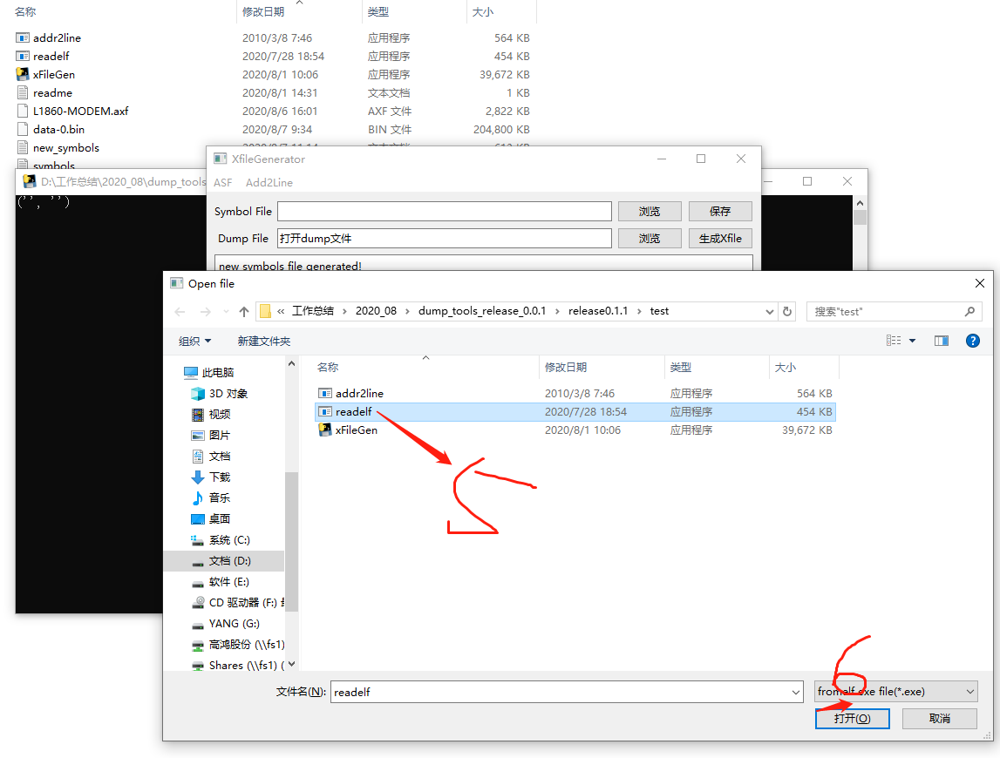 名称 修改日期 类型 大小
addr2line 2010/3/8 7:46 应用程序 564 KB
readelf 2020/7/28 18:54 应用程序 454 KB
xFileGen 2020/8/1 10:06 应用程序 39,672 KB
readme 2020/8/1 14:31 文本文档 1 KB
L1860-MODEM.axf 2020/8/6 16:01 AXF 文件 2,822 KB
data-0.bin 2020/8/7 9:34 BIN 文件 204,800 KB
new_symbols
symbols
XfileGenerator
D:\工作总结\2020_08\dump_tools
ASF Add2Line
('', '')
Symbol File 浏览 保存
Dump File 打开dump文件 浏览 生成Xfile
new symbols file generated!
Open file
« 工作总结 › 2020_08 › dump_tools_release_0.0.1 › release0.1.1 › test 搜索"test"
组织 新建文件夹
名称 修改日期 类型 大小
此电脑
3D 对象
视频
图片
文档
下载
音乐
桌面
系统 (C:)
文档 (D:)
软件 (E:)
CD 驱动器 (F:)
YANG (G:)
高鸿股份 (\\fs1)
Shares (\\fs1) (
addr2line 2010/3/8 7:46 应用程序 564 KB
readelf 2020/7/28 18:54 应用程序 454 KB
xFileGen 2020/8/1 10:06 应用程序 39,672 KB
5
6
文件名(N): readelf fromelf.exe file(*.exe)
打开(O) 取消